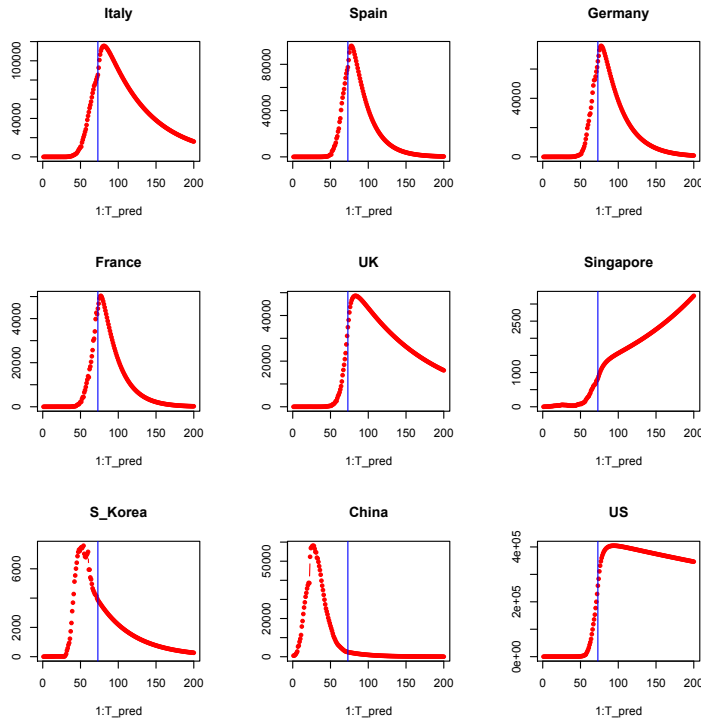 Italy
0 40000 100000
0 50 100 150 200
1:T_pred
Spain
0 40000 80000
0 50 100 150 200
1:T_pred
Germany
0 40000
0 50 100 150 200
1:T_pred
France
0 20000 40000
0 50 100 150 200
1:T_pred
UK
0 20000 40000
0 50 100 150 200
1:T_pred
Singapore
0 1000 2500
0 50 100 150 200
1:T_pred
S_Korea
0 2000 4000 6000
0 50 100 150 200
1:T_pred
China
0 20000 50000
0 50 100 150 200
1:T_pred
US
0e+00 2e+05 4e+05
0 50 100 150 200
1:T_pred